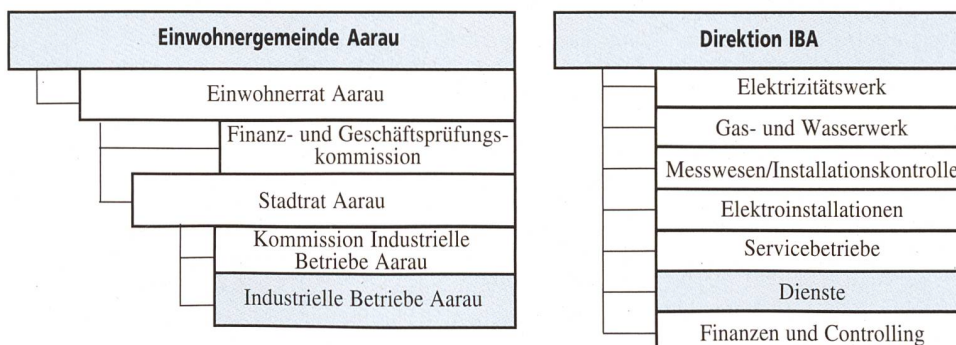 Einwohnergemeinde Aarau
Einwohnerrat Aarau
Finanz- und Geschäftsprüfungs-
kommission
Stadtrat Aarau
Kommission Industrielle
Betriebe Aarau
Industrielle Betriebe Aarau
Direktion IBA
Elektrizitätswerk
Gas- und Wasserwerk
Messwesen/Installationskontrolle
Elektroinstallationen
Servicebetriebe
Dienste
Finanzen und Controlling